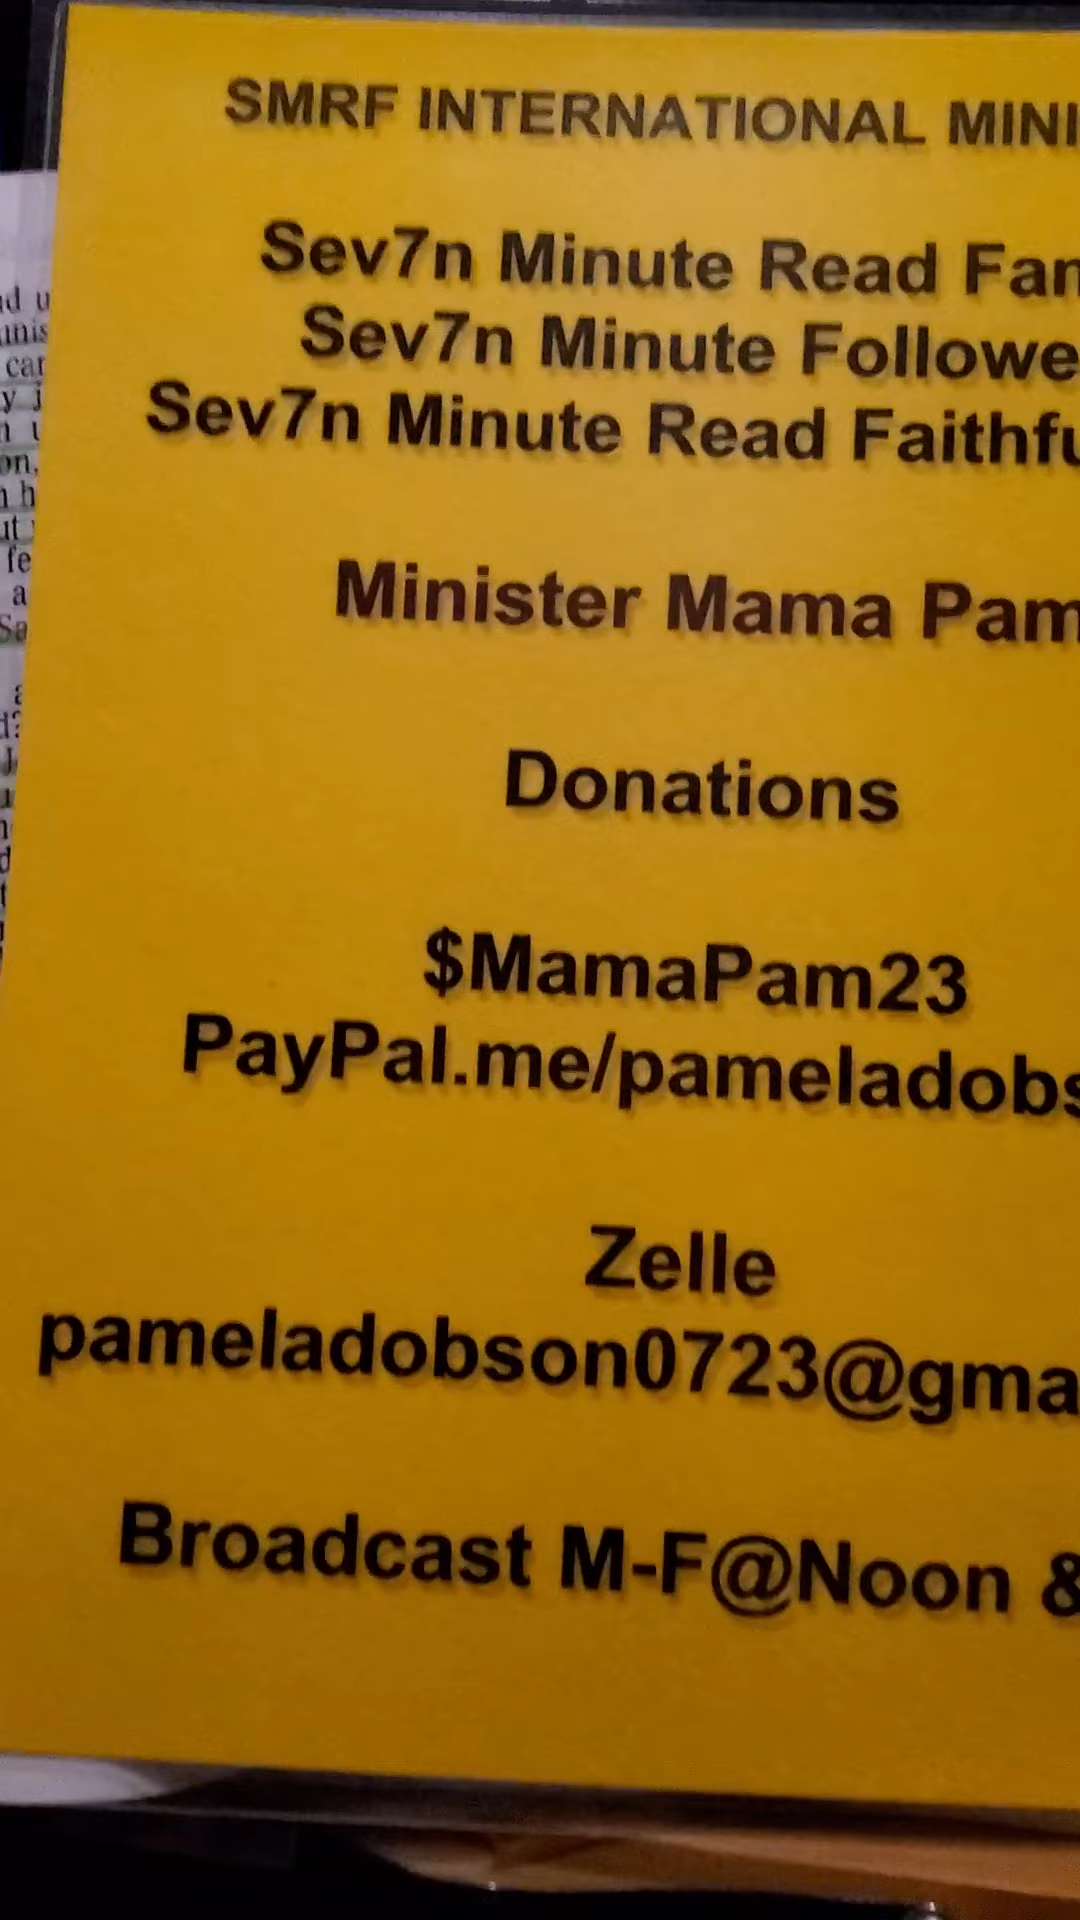 SMRF INTERNATIONAL MINI
Sev7n Minute Read Fam
Sev7n Minute Followe
Sev7n Minute Read Faithfu
Minister Mama Pam
Donations
$MamaPam23
PayPal.me/pameladobs
Zelle
pameladobson0723@gma
Broadcast M-F@Noon &